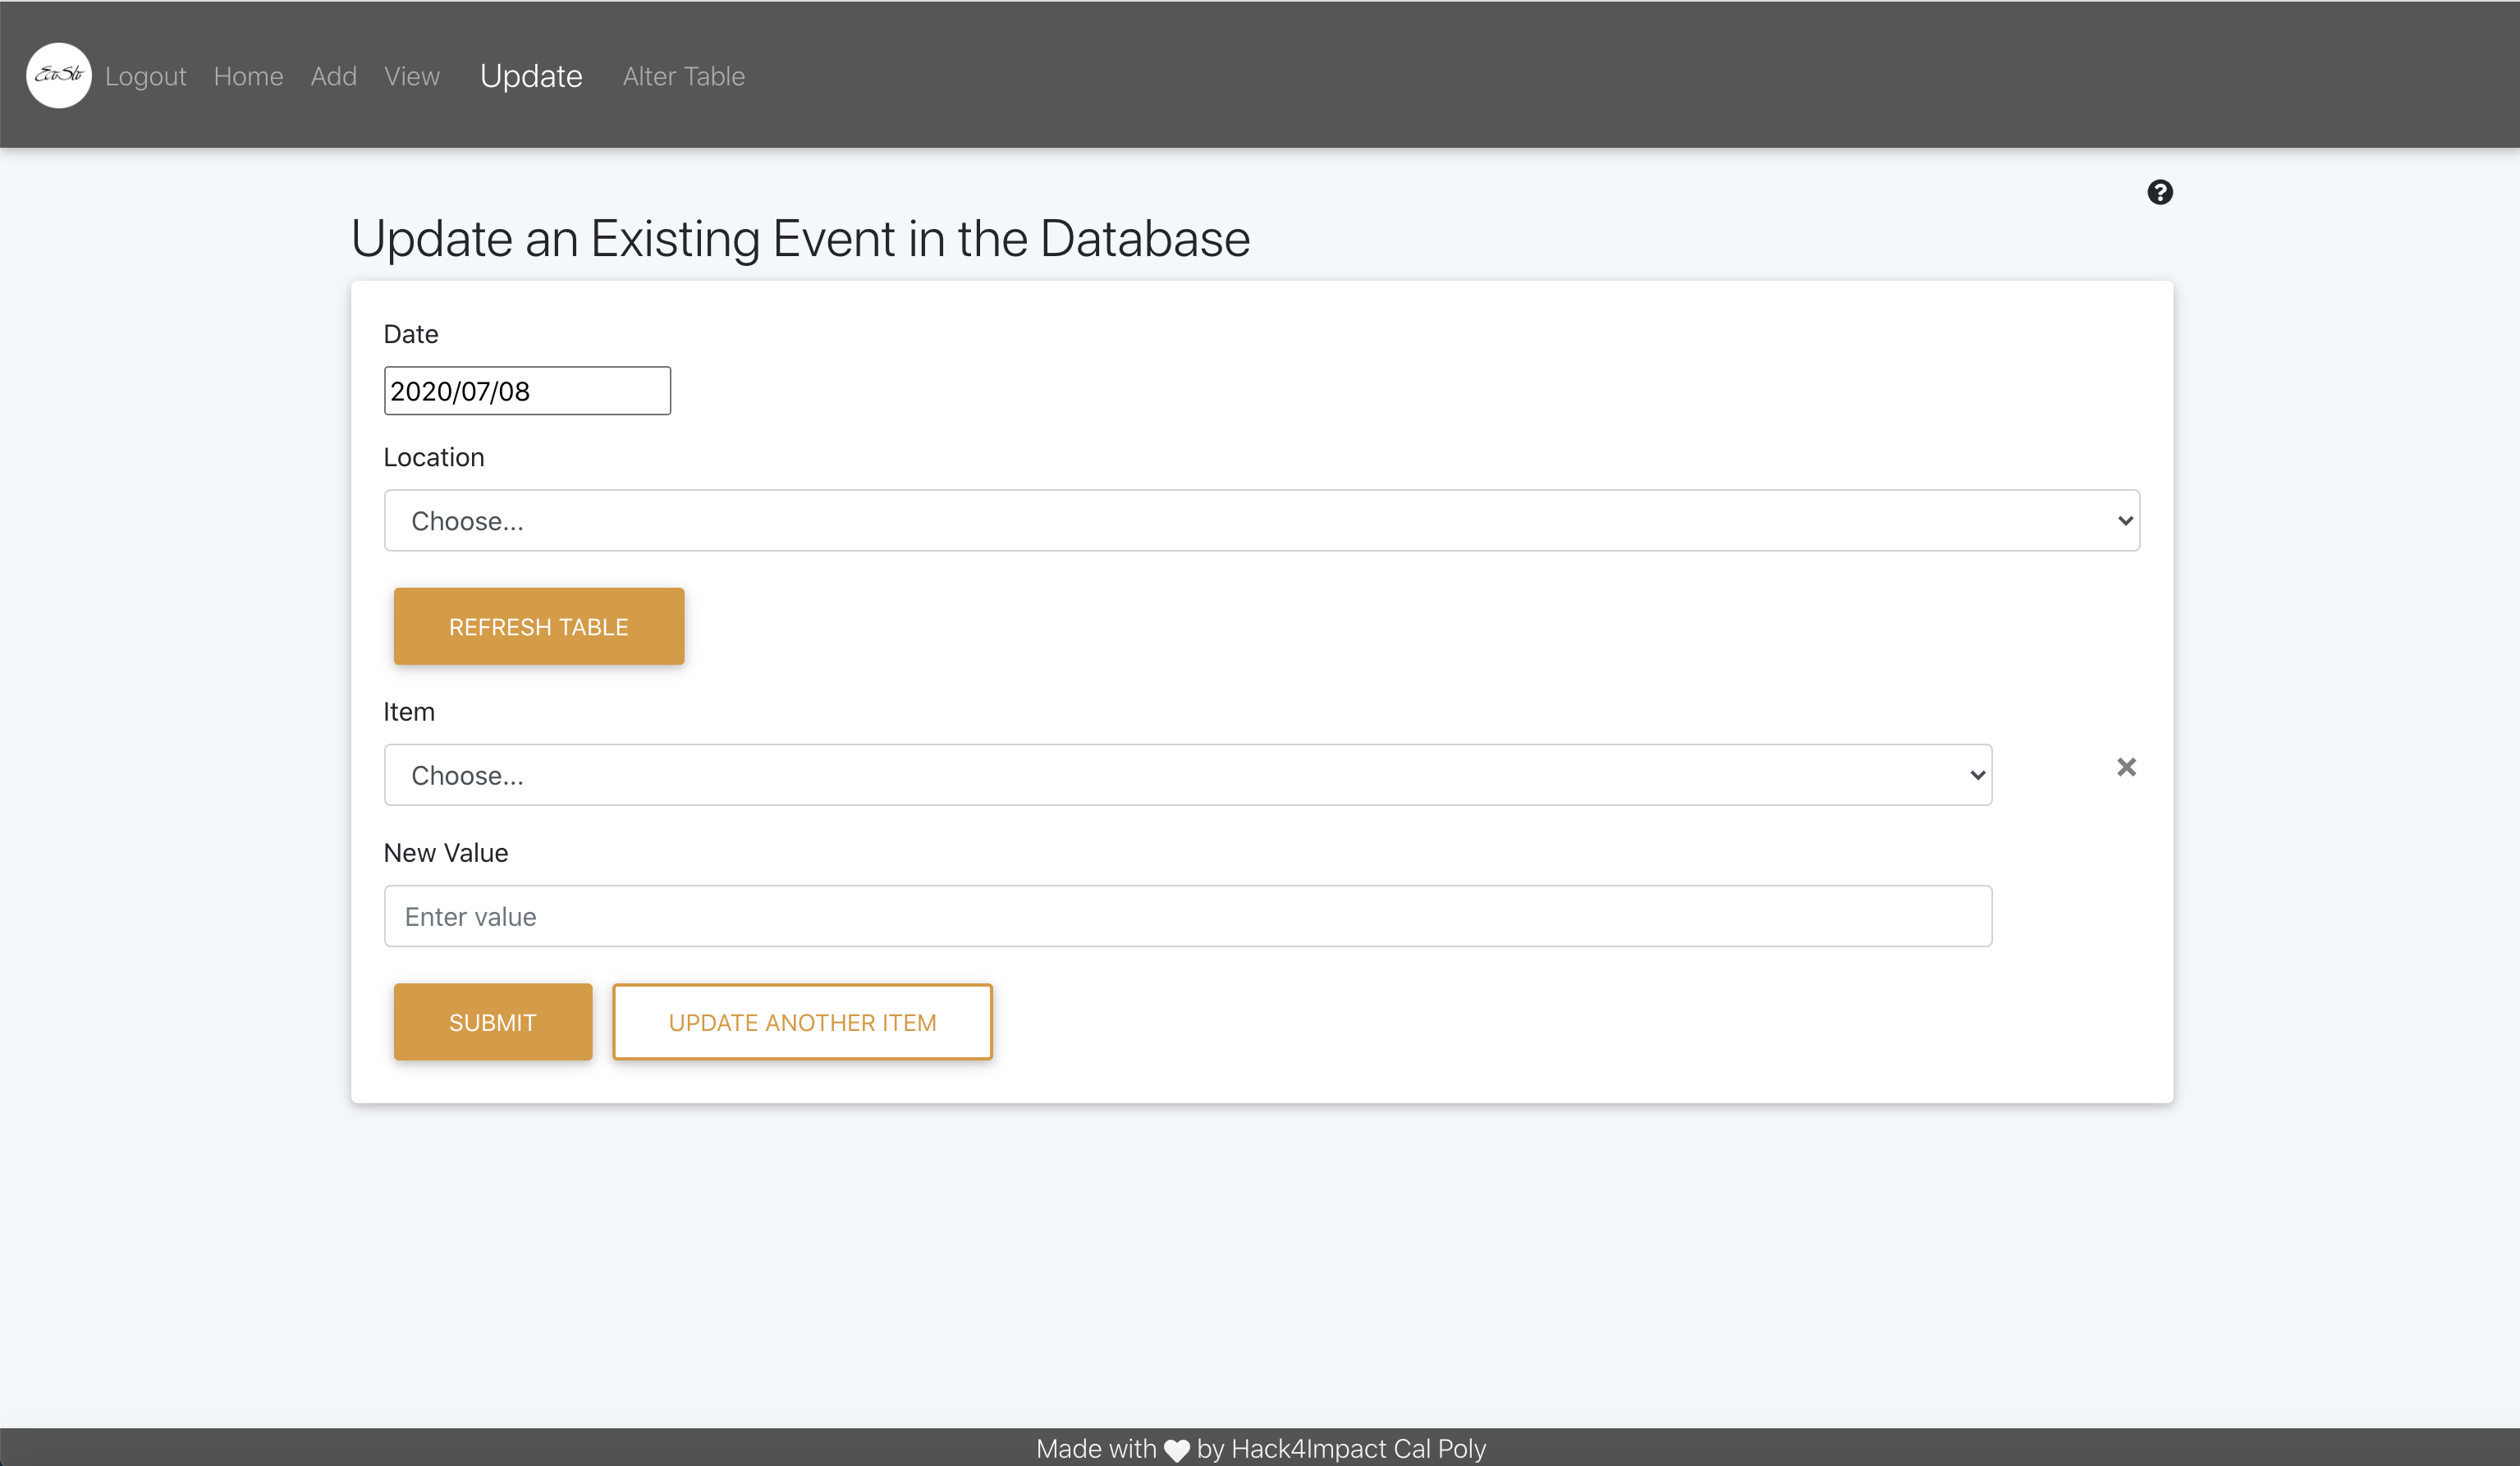 EcoSlo
Logout Home Add View Update Alter Table
?
Update an Existing Event in the Database
Date
2020/07/08
Location
Choose...
REFRESH TABLE
Item
Choose...
New Value
Enter value
SUBMIT UPDATE ANOTHER ITEM
Made with by Hack4Impact Cal Poly